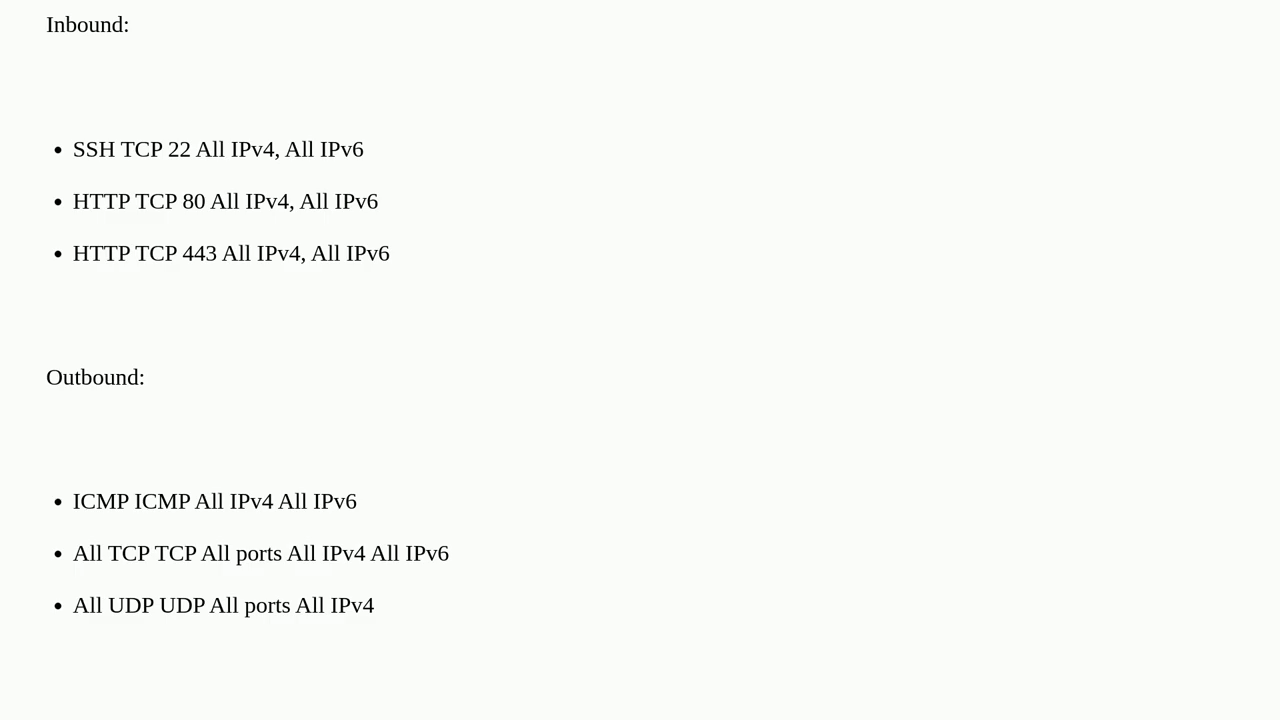 Inbound:
• SSH TCP 22 All IPv4, All IPv6
• HTTP TCP 80 All IPv4, All IPv6
• HTTP TCP 443 All IPv4, All IPv6
Outbound:
• ICMP ICMP All IPv4 All IPv6
• All TCP TCP All ports All IPv4 All IPv6
• All UDP UDP All ports All IPv4